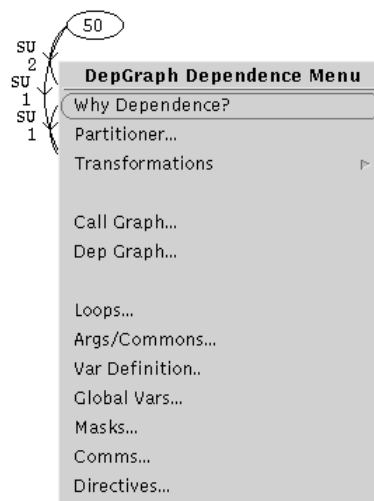 50
SU
2
SU
1
SU
1
DepGraph Dependence Menu
Why Dependence?
Partitioner...
Transformations
Call Graph...
Dep Graph...
Loops...
Args/Commons...
Var Definition..
Global Vars...
Masks...
Comms...
Directives...